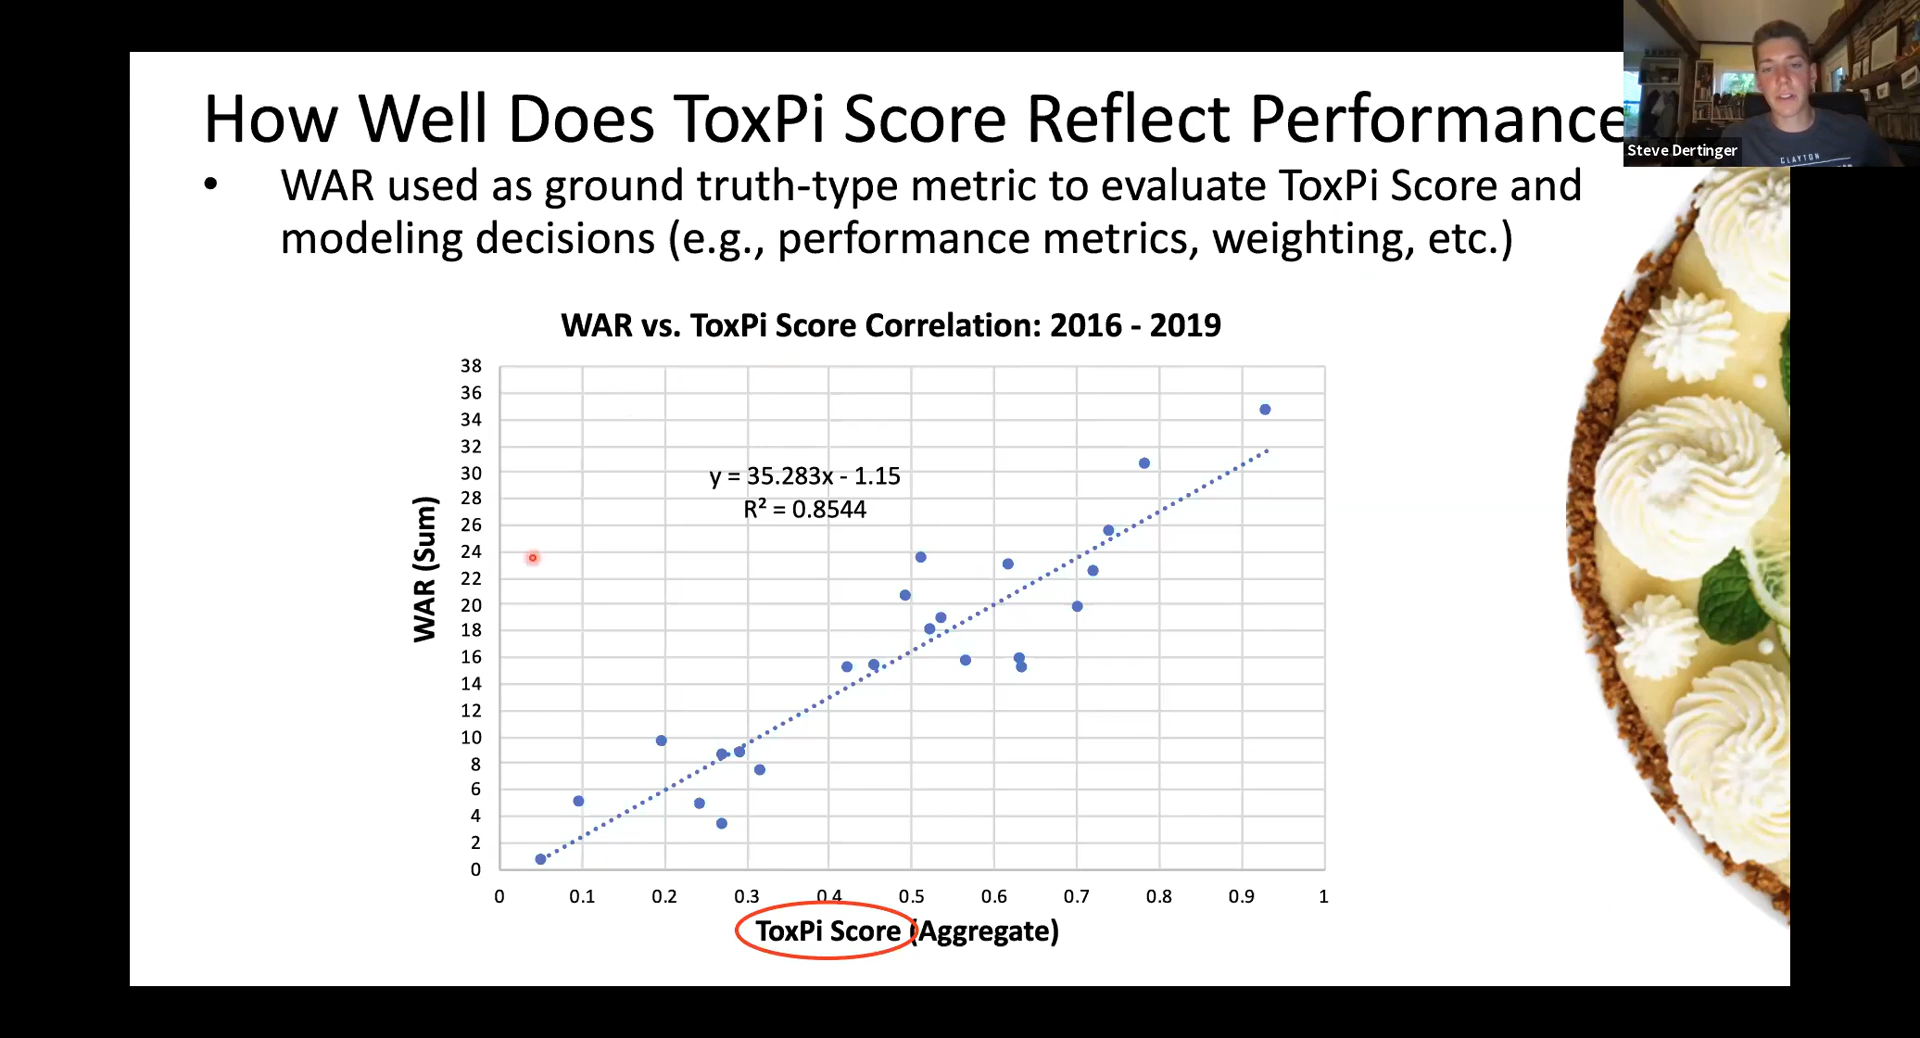 How Well Does ToxPi Score Reflect Performance
Steve Dertinger
CLAYTON
• WAR used as ground truth-type metric to evaluate ToxPi Score and
modeling decisions (e.g., performance metrics, weighting, etc.)
WAR vs. ToxPi Score Correlation: 2016 - 2019
38
36
34
32
30
28
26
24
22
20
18
16
14
12
10
8
6
4
2
0
WAR (Sum)
y = 35.283x - 1.15
R² = 0.8544
0 0.1 0.2 0.3 0.4 0.5 0.6 0.7 0.8 0.9 1
ToxPi Score (Aggregate)